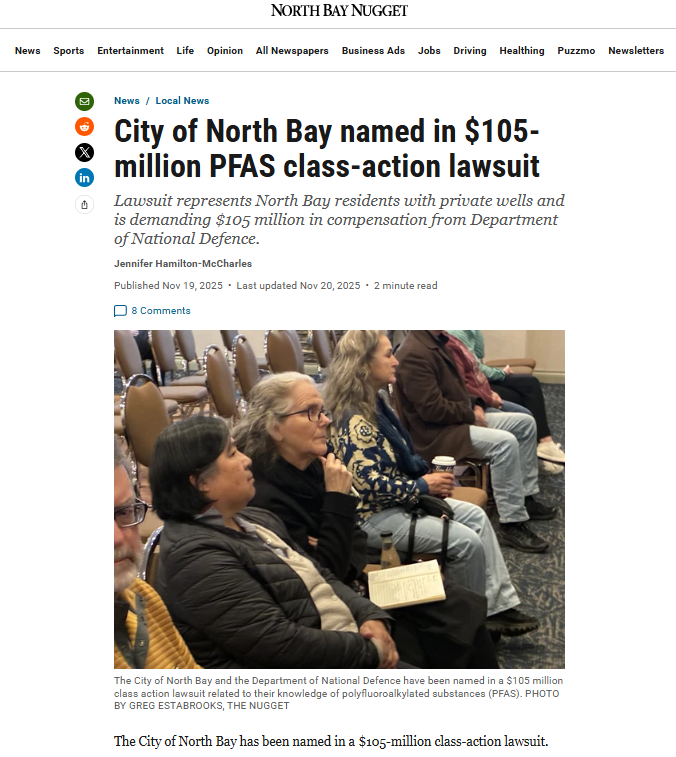 NORTH BAY NUGGET
News Sports Entertainment Life Opinion All Newspapers Business Ads Jobs Driving Healthing Puzzmo Newsletters
News / Local News
City of North Bay named in $105-
million PFAS class-action lawsuit
Lawsuit represents North Bay residents with private wells and
is demanding $105 million in compensation from Department
of National Defence.
Jennifer Hamilton-McCharles
Published Nov 19, 2025 • Last updated Nov 20, 2025 • 2 minute read
8 Comments
The City of North Bay and the Department of National Defence have been named in a $105 million
class action lawsuit related to their knowledge of polyfluoroalkylated substances (PFAS). PHOTO
BY GREG ESTABROOKS, THE NUGGET
The City of North Bay has been named in a $105-million class-action lawsuit.